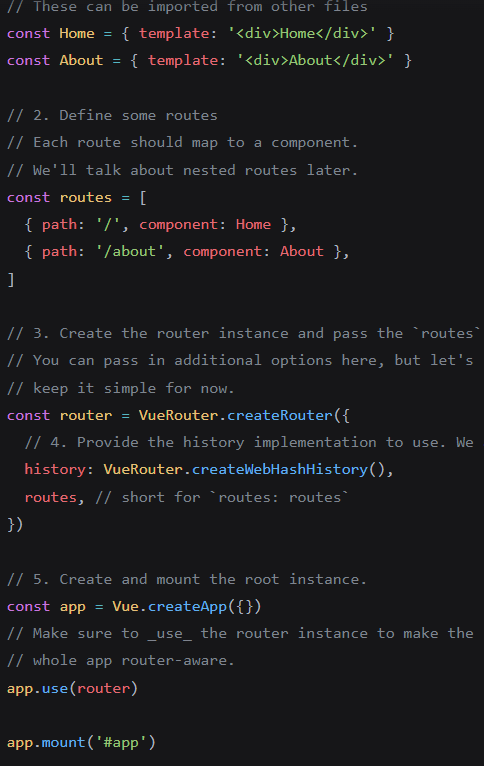 // These can be imported from other files
const Home = { template: '<div>Home</div>' }
const About = { template: '<div>About</div>' }
// 2. Define some routes
// Each route should map to a component.
// We'll talk about nested routes later.
const routes = [
  { path: '/', component: Home },
  { path: '/about', component: About },
]
// 3. Create the router instance and pass the `routes`
// You can pass in additional options here, but let's
// keep it simple for now.
const router = VueRouter.createRouter({
  // 4. Provide the history implementation to use. We
  history: VueRouter.createWebHashHistory(),
  routes, // short for `routes: routes`
})
// 5. Create and mount the root instance.
const app = Vue.createApp({})
// Make sure to _use_ the router instance to make the
// whole app router-aware.
app.use(router)
app.mount('#app')